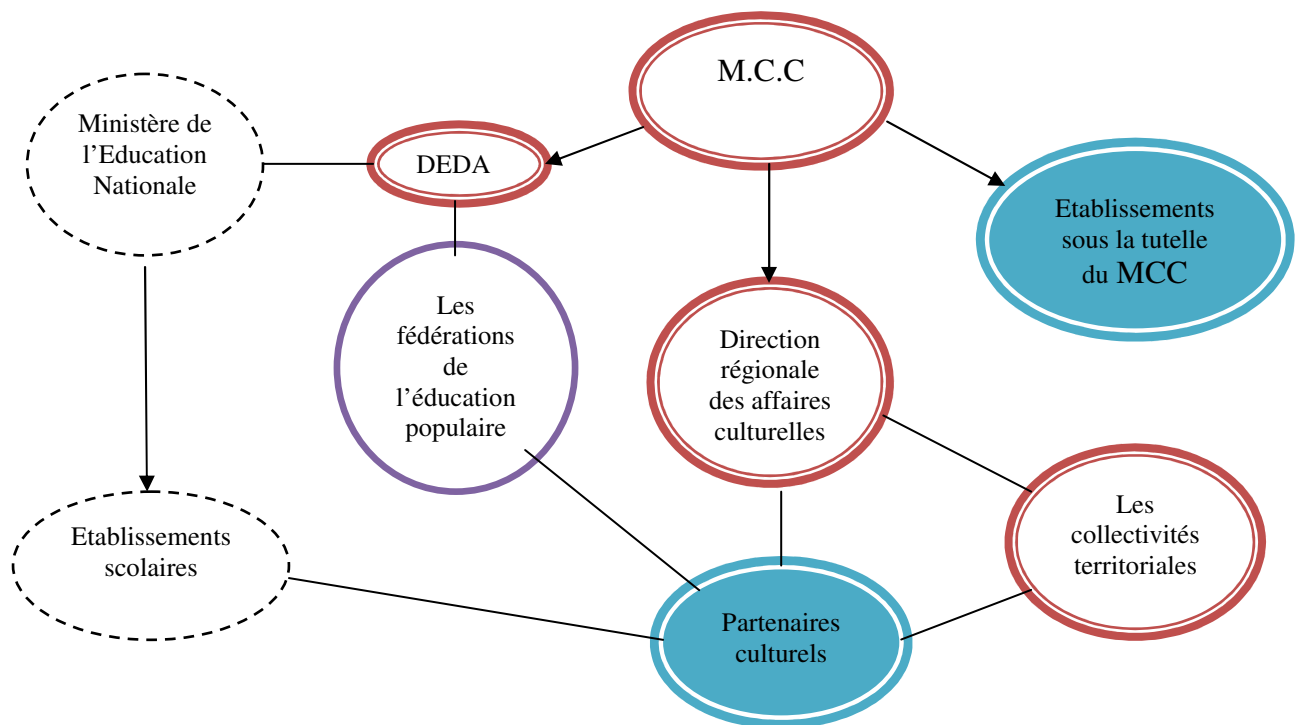 M.C.C
Ministère de
l'Education
Nationale
DEDA
Etablissements
sous la tutelle
du MCC
Les
fédérations
de
l'éducation
populaire
Direction
régionale
des affaires
culturelles
Les
collectivités
territoriales
Etablissements
scolaires
Partenaires
culturels